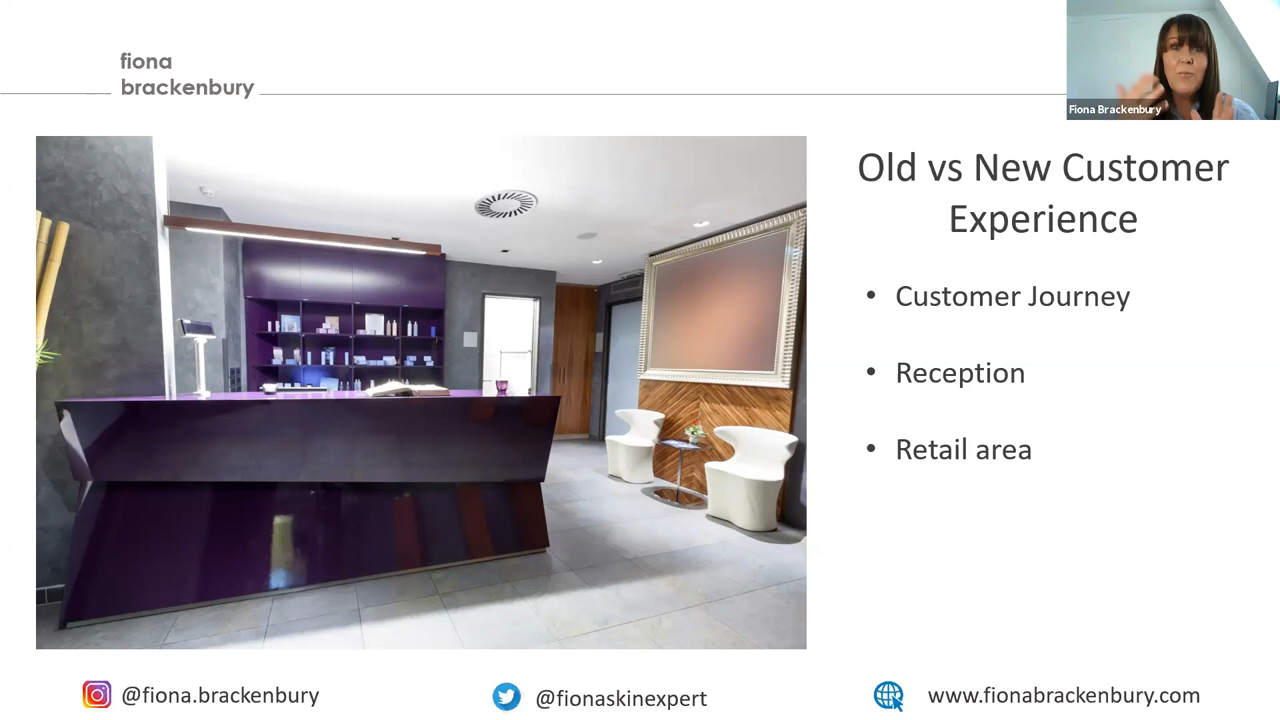 fiona
brackenbury
Fiona Brackenbury
Old vs New Customer
Experience
• Customer Journey
• Reception
• Retail area
@fiona.brackenbury
@fionaskinexpert
www.fionabrackenbury.com